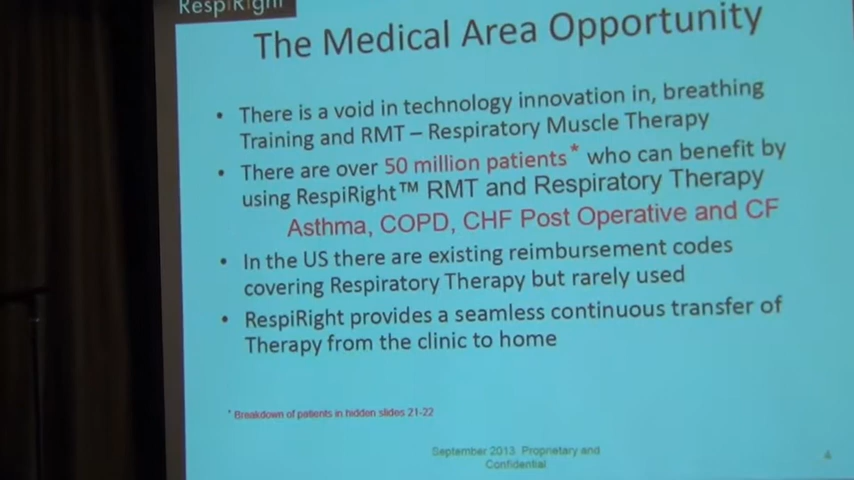 RespiRight
The Medical Area Opportunity
• There is a void in technology innovation in, breathing
Training and RMT – Respiratory Muscle Therapy
• There are over 50 million patients* who can benefit by
using RespiRight™ RMT and Respiratory Therapy
Asthma, COPD, CHF Post Operative and CF
• In the US there are existing reimbursement codes
covering Respiratory Therapy but rarely used
• RespiRight provides a seamless continuous transfer of
Therapy from the clinic to home
* Breakdown of patients in hidden slides 21-22
September 2013 Proprietary and
Confidential
4